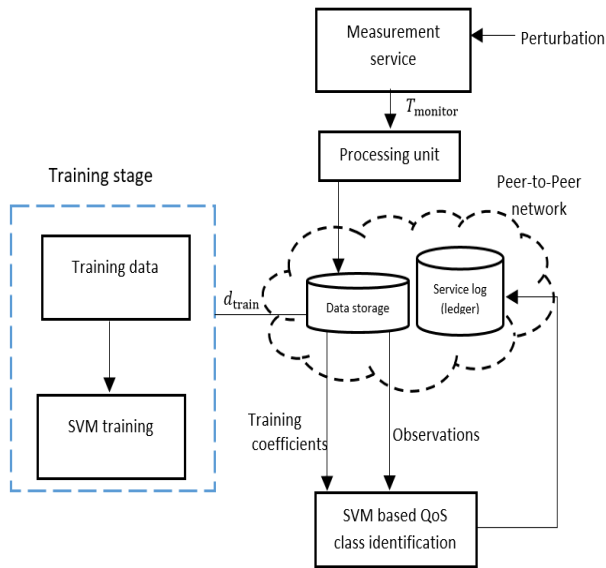 Measurement
service
Perturbation
T_monitor
Processing unit
Training stage
Peer-to-Peer
network
Training data
d_train
Data storage
Service log
(ledger)
SVM training
Training
coefficients
Observations
SVM based QoS
class identification